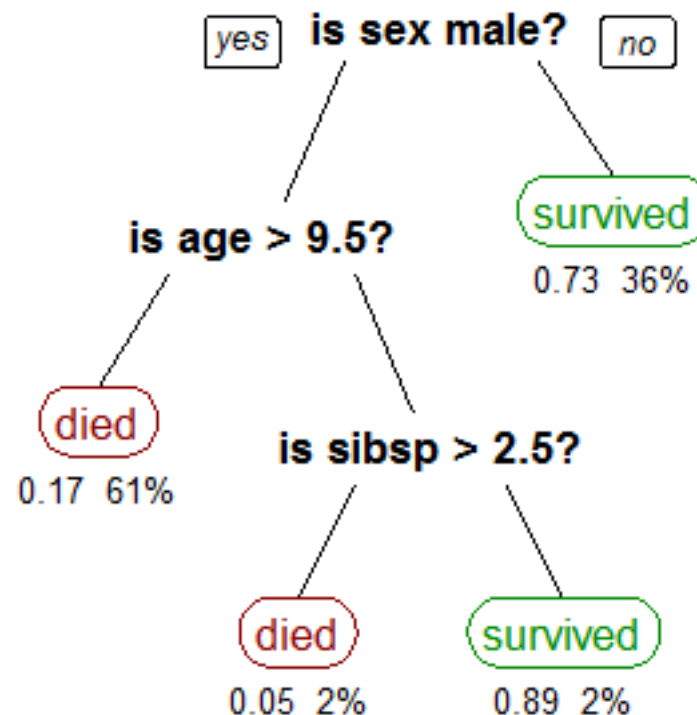 yes is sex male? no
survived
is age > 9.5?
0.73 36%
died
is sibsp > 2.5?
0.17 61%
died survived
0.05 2% 0.89 2%